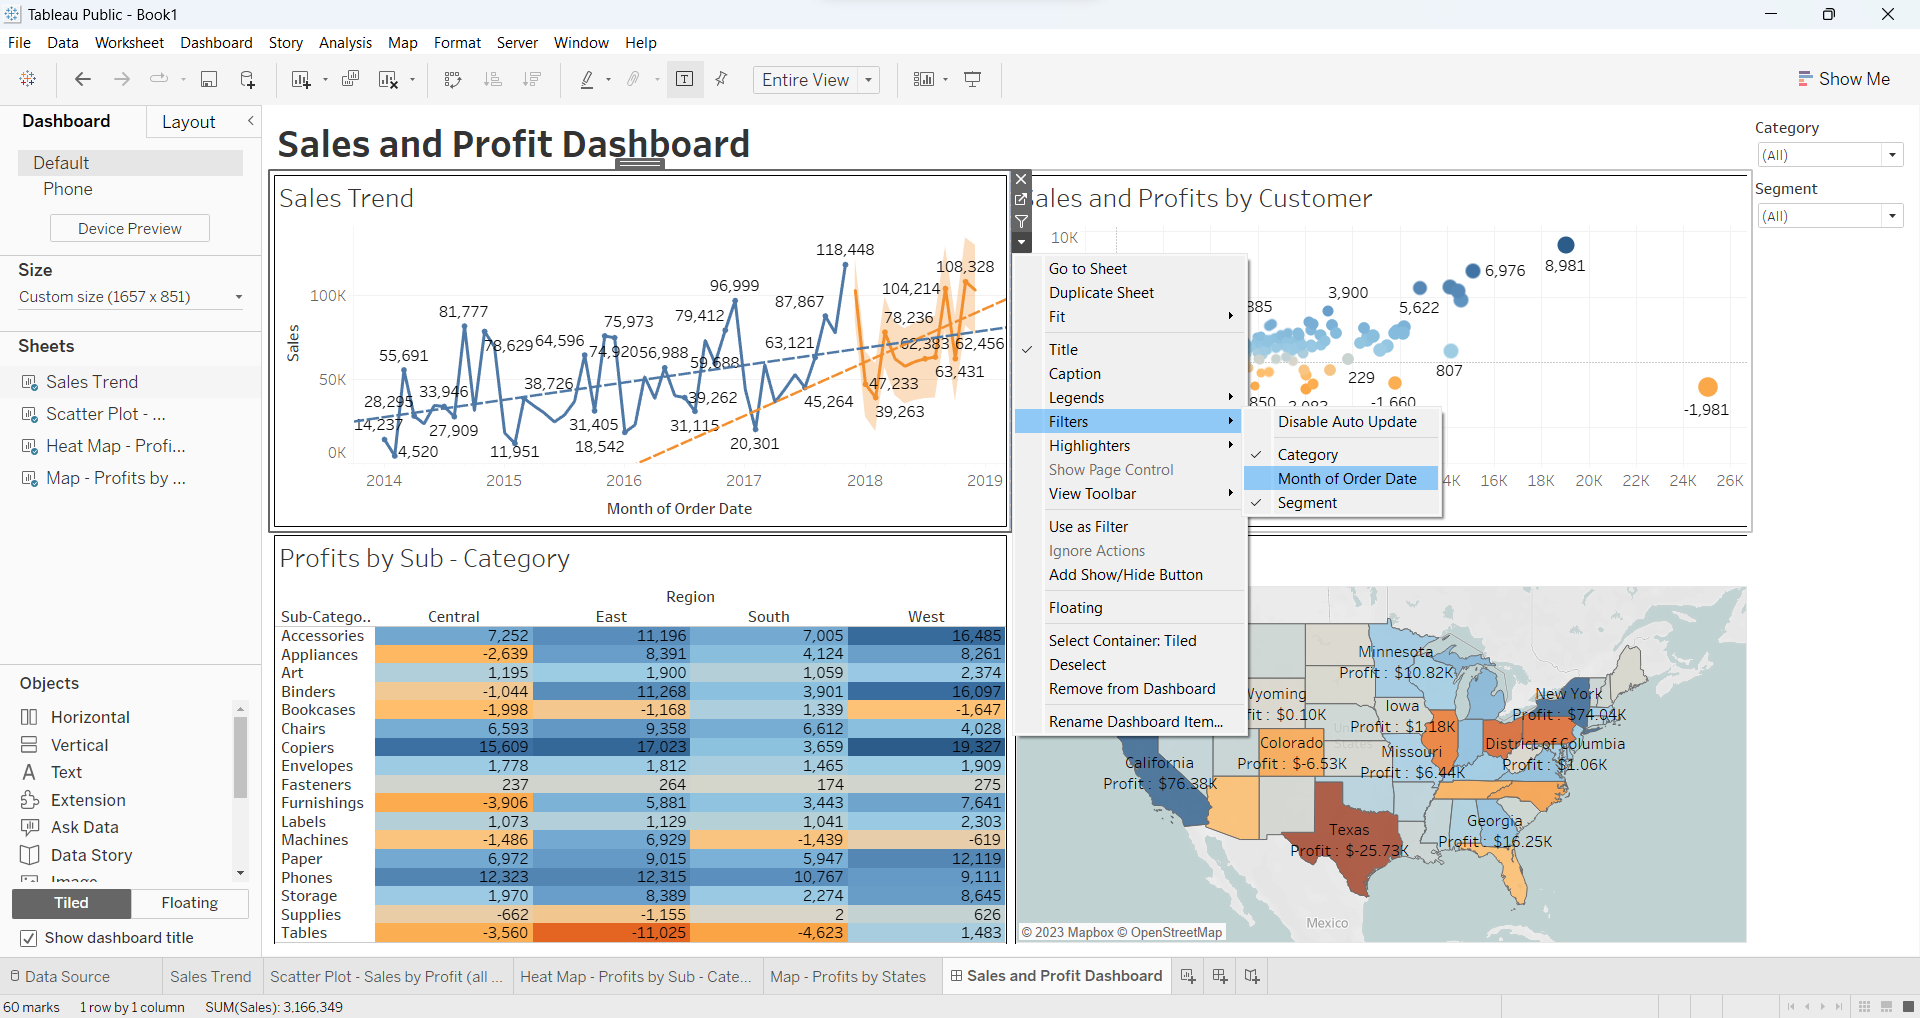 Tableau Public - Book1
File Data Worksheet Dashboard Story Analysis Map Format Server Window Help
Entire View
Show Me
Dashboard
Layout
Default
Phone
Device Preview
Size
Custom size (1657 x 851)
Sheets
Sales Trend
Scatter Plot - ...
Heat Map - Profi...
Map - Profits by ...
Objects
Horizontal
Vertical
Text
Extension
Ask Data
Data Story
Image
Tiled
Floating
Show dashboard title
Sales and Profit Dashboard
Category
(All)
Segment
(All)
Sales Trend
Sales
100K
50K
0K
118,448
108,328
96,999
104,214
87,867
81,777
79,412
75,973
78,236
78,629
64,596
63,121
62,383
62,456
55,691
74,920
56,988
59,688
63,431
38,726
47,233
33,946
28,295
39,262
45,264
39,263
14,237
27,909
31,405
31,115
4,520
11,951
18,542
20,301
2014 2015 2016 2017 2018 2019
Month of Order Date
Sales and Profits by Customer
10K
6,976
8,981
885
3,900
5,622
229
807
850
-1,660
-1,981
4K 16K 18K 20K 22K 24K 26K
Go to Sheet
Duplicate Sheet
Fit
Title
Caption
Legends
Filters
Highlighters
Show Page Control
View Toolbar
Use as Filter
Ignore Actions
Add Show/Hide Button
Floating
Select Container: Tiled
Deselect
Remove from Dashboard
Rename Dashboard Item...
Disable Auto Update
Category
Month of Order Date
Segment
Profits by Sub - Category
Region
Sub-Catego.. Central East South West
Accessories 7,252 11,196 7,005 16,485
Appliances -2,639 8,391 4,124 8,261
Art 1,195 1,900 1,059 2,374
Binders -1,044 11,268 3,901 16,097
Bookcases -1,998 -1,168 1,339 -1,647
Chairs 6,593 9,358 6,612 4,028
Copiers 15,609 17,023 3,659 19,327
Envelopes 1,778 1,812 1,465 1,909
Fasteners 237 264 174 275
Furnishings -3,906 5,881 3,443 7,641
Labels 1,073 1,129 1,041 2,303
Machines -1,486 6,929 -1,439 -619
Paper 6,972 9,015 5,947 12,119
Phones 12,323 12,315 10,767 9,111
Storage 1,970 8,389 2,274 8,645
Supplies -662 -1,155 2 626
Tables -3,560 -11,025 -4,623 1,483
Minnesota
Profit : $10.82K
Wyoming
fit : $0.10K
Iowa
Profit : $1.18K
New York
Profit : $74.04K
Colorado
Profit : $-6.53K
Missouri
Profit : $6.44K
District of Columbia
Profit : $1.06K
California
Profit : $76.38K
Texas
Profit : $-25.73K
Georgia
Profit : $16.25K
Mexico
© 2023 Mapbox © OpenStreetMap
Data Source
Sales Trend
Scatter Plot - Sales by Profit (all ...
Heat Map - Profits by Sub - Cate...
Map - Profits by States
Sales and Profit Dashboard
60 marks 1 row by 1 column SUM(Sales): 3,166,349